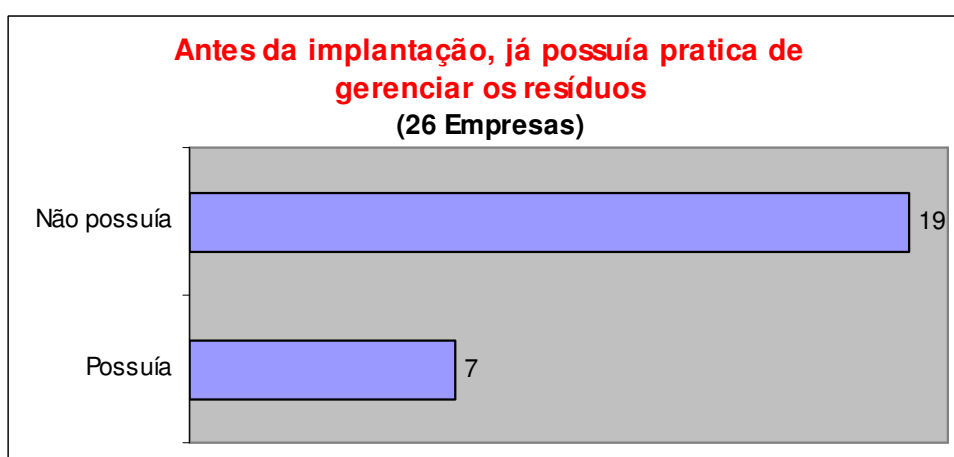 Antes da implantação, já possuía pratica de
gerenciar os resíduos
(26 Empresas)
Não possuía
19
Possuía
7